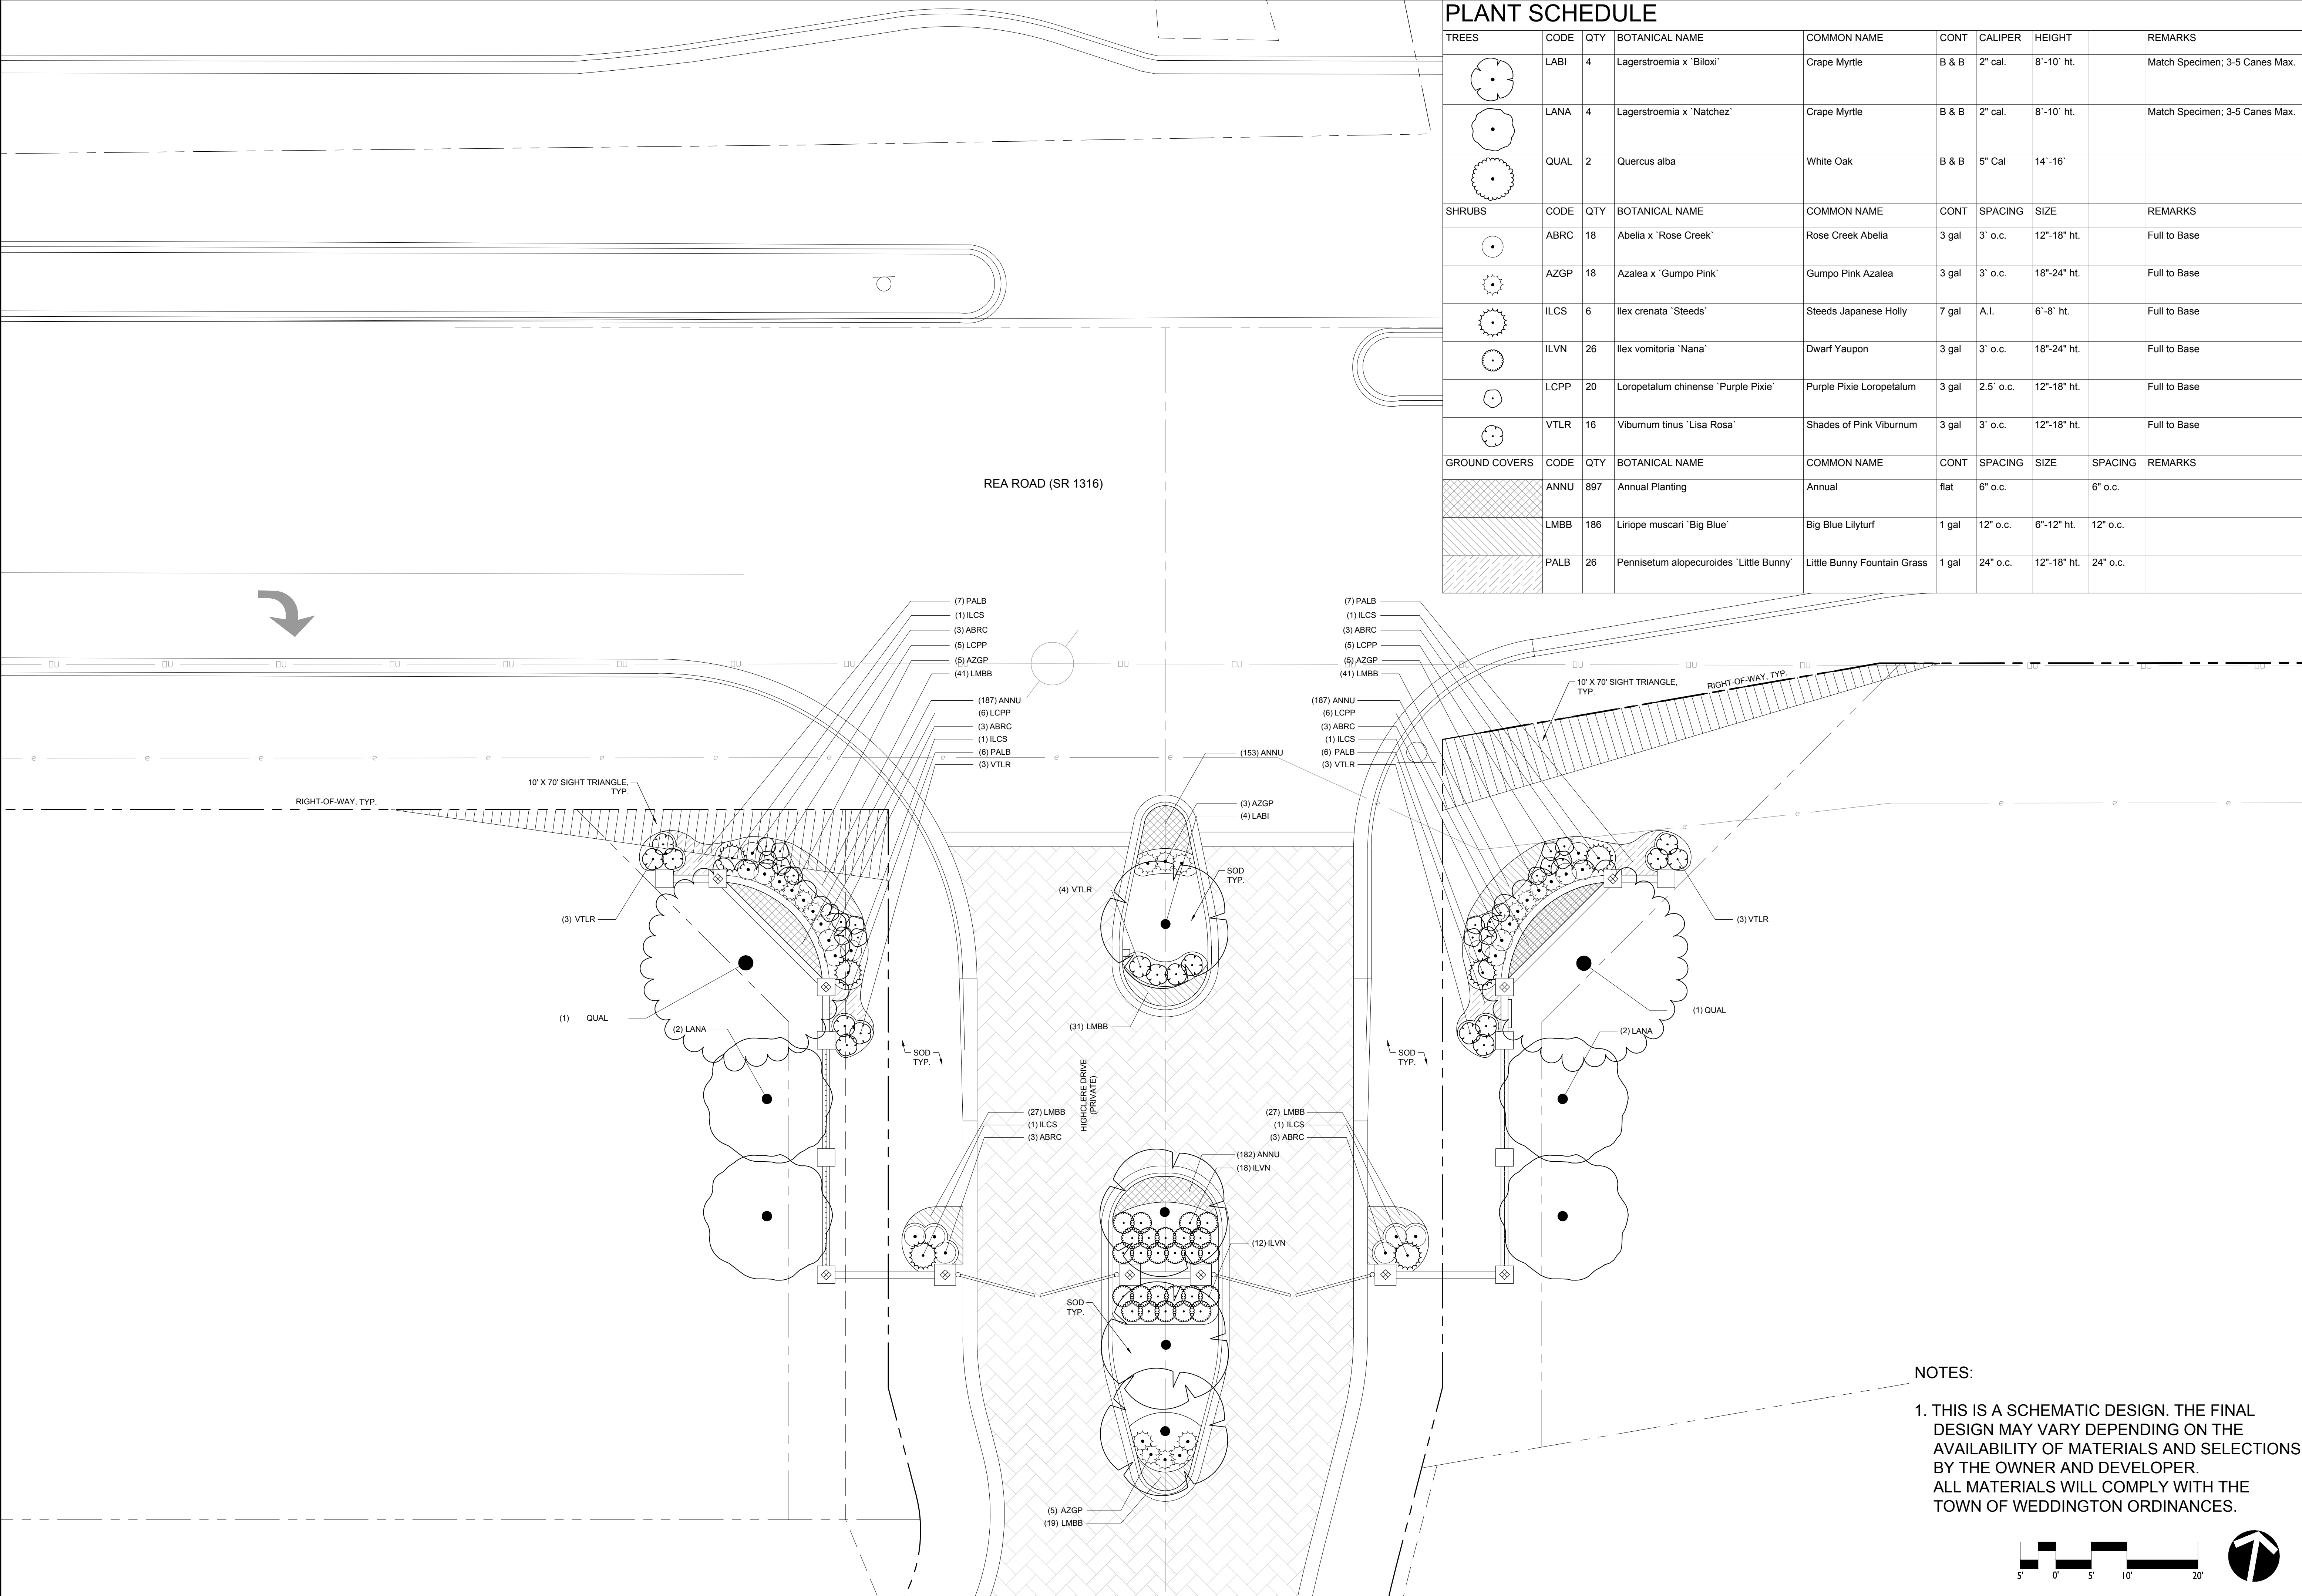 PLANT SCHEDULE
TREES CODE QTY BOTANICAL NAME COMMON NAME CONT CALIPER HEIGHT REMARKS
LABI 4 Lagerstroemia x `Biloxi` Crape Myrtle B & B 2" cal. 8`-10` ht. Match Specimen; 3-5 Canes Max.
LANA 4 Lagerstroemia x `Natchez` Crape Myrtle B & B 2" cal. 8`-10` ht. Match Specimen; 3-5 Canes Max.
QUAL 2 Quercus alba White Oak B & B 5" Cal 14`-16`
SHRUBS CODE QTY BOTANICAL NAME COMMON NAME CONT SPACING SIZE REMARKS
ABRC 18 Abelia x `Rose Creek` Rose Creek Abelia 3 gal 3` o.c. 12"-18" ht. Full to Base
AZGP 18 Azalea x `Gumpo Pink` Gumpo Pink Azalea 3 gal 3` o.c. 18"-24" ht. Full to Base
ILCS 6 Ilex crenata `Steeds` Steeds Japanese Holly 7 gal A.I. 6`-8` ht. Full to Base
ILVN 26 Ilex vomitoria `Nana` Dwarf Yaupon 3 gal 3` o.c. 18"-24" ht. Full to Base
LCPP 20 Loropetalum chinense `Purple Pixie` Purple Pixie Loropetalum 3 gal 2.5` o.c. 12"-18" ht. Full to Base
VTLR 16 Viburnum tinus `Lisa Rosa` Shades of Pink Viburnum 3 gal 3` o.c. 12"-18" ht. Full to Base
GROUND COVERS CODE QTY BOTANICAL NAME COMMON NAME CONT SPACING SIZE SPACING REMARKS
ANNU 897 Annual Planting Annual flat 6" o.c. 6" o.c.
LMBB 186 Liriope muscari `Big Blue` Big Blue Lilyturf 1 gal 12" o.c. 6"-12" ht. 12" o.c.
PALB 26 Pennisetum alopecuroides `Little Bunny` Little Bunny Fountain Grass 1 gal 24" o.c. 12"-18" ht. 24" o.c.
REA ROAD (SR 1316)
(7) PALB
(1) ILCS
(3) ABRC
(5) LCPP
(5) AZGP
(41) LMBB
(187) ANNU
(6) LCPP
(3) ABRC
(1) ILCS
(6) PALB
(3) VTLR
(7) PALB
(1) ILCS
(3) ABRC
(5) LCPP
(5) AZGP
(41) LMBB
(187) ANNU
(6) LCPP
(3) ABRC
(1) ILCS
(6) PALB
(3) VTLR
10' X 70' SIGHT TRIANGLE,
TYP.
RIGHT-OF-WAY, TYP.
10' X 70' SIGHT TRIANGLE,
TYP.
RIGHT-OF-WAY, TYP.
e e e e e e e e e e e
e e e e e
(153) ANNU
(3) AZGP
(4) LABI
SOD
TYP.
(4) VTLR
(3) VTLR
(3) VTLR
(1) QUAL
(2) LANA
(31) LMBB
(1) QUAL
(2) LANA
SOD
TYP.
SOD
TYP.
HIGHCLERE DRIVE
(PRIVATE)
(27) LMBB
(1) ILCS
(3) ABRC
(27) LMBB
(1) ILCS
(3) ABRC
(182) ANNU
(18) ILVN
(12) ILVN
SOD
TYP.
(5) AZGP
(19) LMBB
NOTES:
1. THIS IS A SCHEMATIC DESIGN. THE FINAL
DESIGN MAY VARY DEPENDING ON THE
AVAILABILITY OF MATERIALS AND SELECTIONS
BY THE OWNER AND DEVELOPER.
ALL MATERIALS WILL COMPLY WITH THE
TOWN OF WEDDINGTON ORDINANCES.
5' 0' 5' 10' 20'